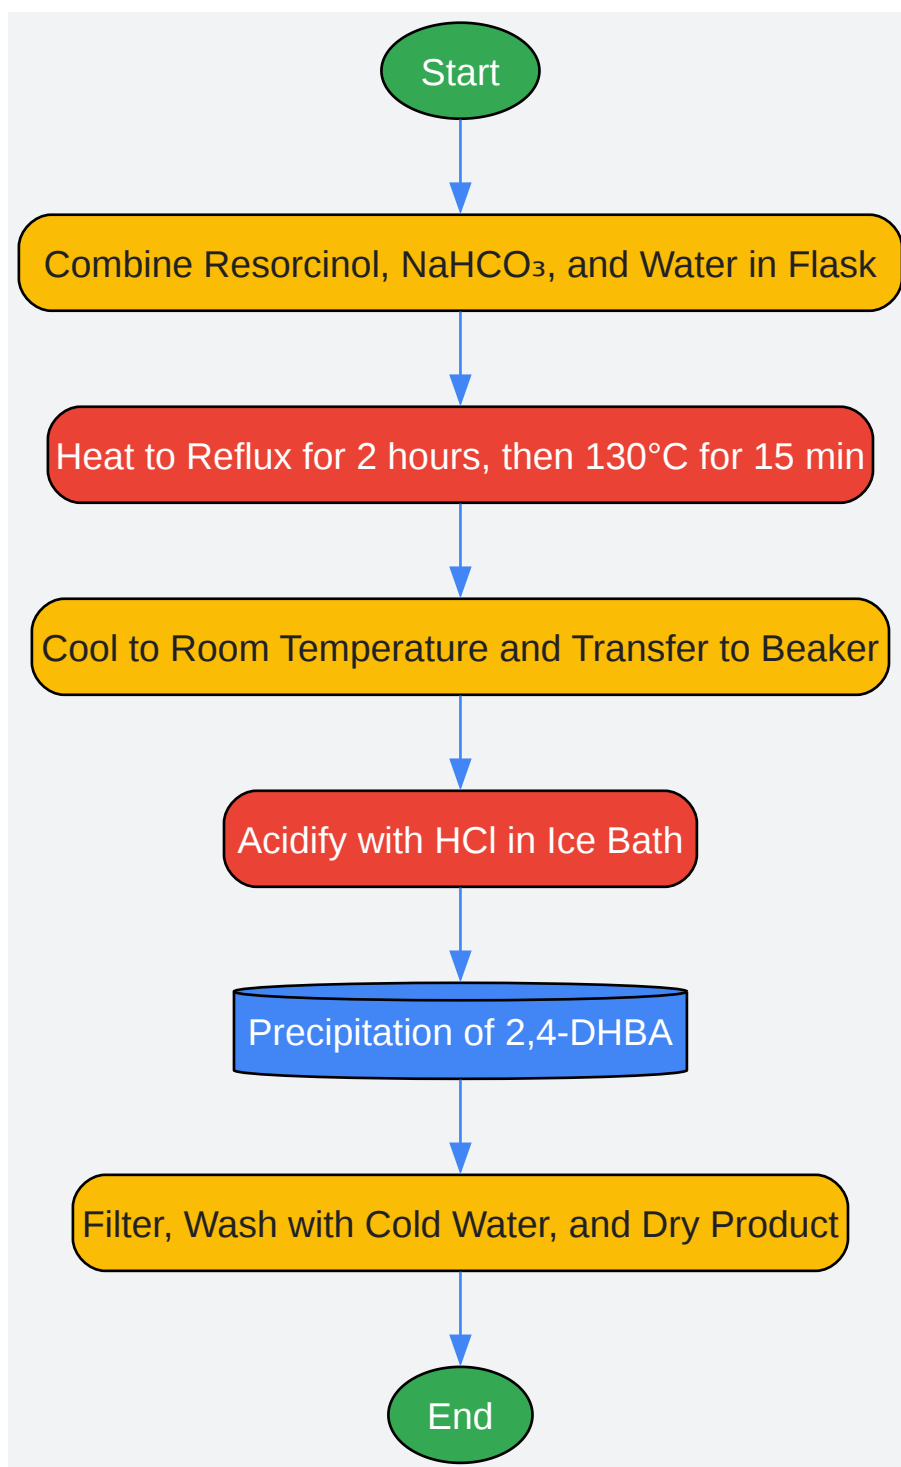 Start
Combine Resorcinol, NaHCO₃, and Water in Flask
Heat to Reflux for 2 hours, then 130°C for 15 min
Cool to Room Temperature and Transfer to Beaker
Acidify with HCl in Ice Bath
Precipitation of 2,4-DHBA
Filter, Wash with Cold Water, and Dry Product
End